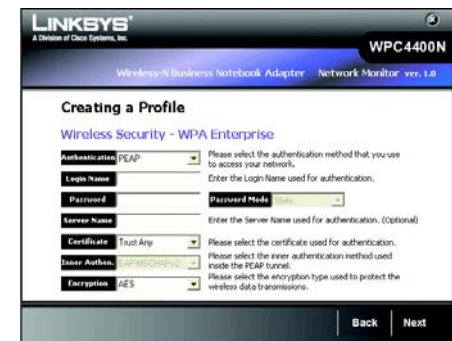 LINKSYS®
A Division of Cisco Systems, Inc.
WPC4400N
Wireless-N Business Notebook Adapter Network Monitor ver. 1.0
Creating a Profile
Wireless Security - WPA Enterprise
Authentication PEAP Please select the authentication method that you use
to access your network.
Login Name Enter the Login Name used for authentication.
Password Password Mode Static
Server Name Enter the Server Name used for authentication. (Optional)
Certificate Trust Any Please select the certificate used for authentication.
Inner Authen. EAP-MSCHAPv2 Please select the inner authentication method used
inside the PEAP tunnel.
Encryption AES Please select the encryption type used to protect the
wireless data transmissions.
Back Next